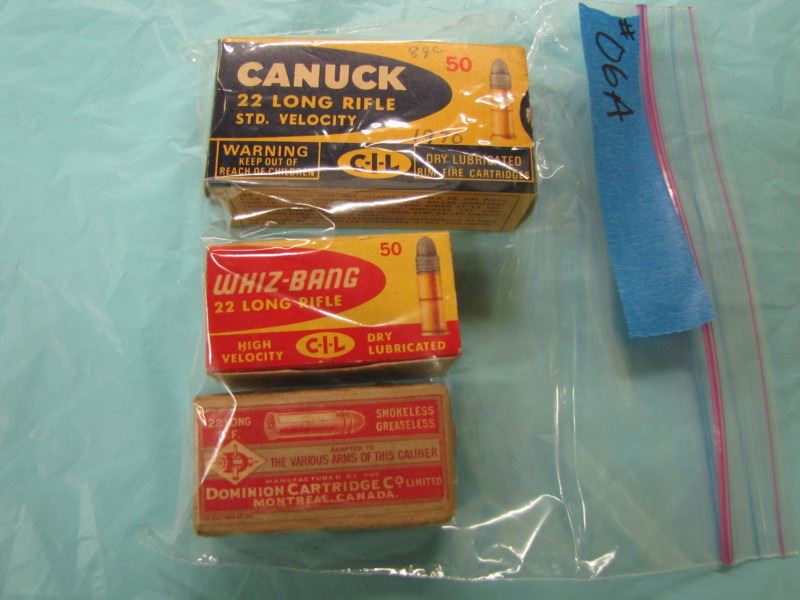 89c
50
CANUCK
22 LONG RIFLE
STD. VELOCITY
1970
WARNING
KEEP OUT OF
REACH OF CHILDREN
C-I-L
DRY LUBRICATED
RIM FIRE CARTRIDGES
50
WHIZ-BANG
22 LONG RIFLE
HIGH
VELOCITY
C-I-L
DRY
LUBRICATED
22 LONG
R.F.
SMOKELESS
GREASELESS
ADAPTED TO
THE VARIOUS ARMS OF THIS CALIBER
MANUFACTURED BY THE
DOMINION CARTRIDGE CO LIMITED
MONTREAL, CANADA.
#06A